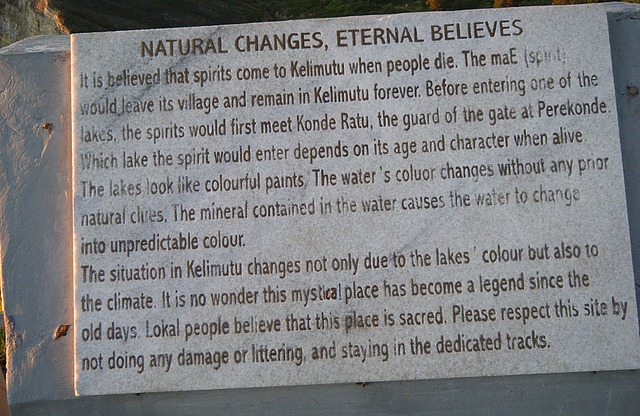 NATURAL CHANGES, ETERNAL BELIEVES
It is believed that spirits come to Kelimutu when people die. The maE (spirit)
would leave its village and remain in Kelimutu forever. Before entering one of the
lakes, the spirits would first meet Konde Ratu, the guard of the gate at Perekonde.
Which lake the spirit would enter depends on its age and character when alive
The lakes look like colourful paints, The water's coluor changes without any prior
natural clues. The mineral contained in the water causes the water to change
into unpredictable colour.
The situation in Kelimutu changes not only due to the lakes' colour but also to
the climate. It is no wonder this mystical place has become a legend since the
old days. Lokal people believe that this place is sacred. Please respect this site by
not doing any damage or littering, and staying in the dedicated tracks.